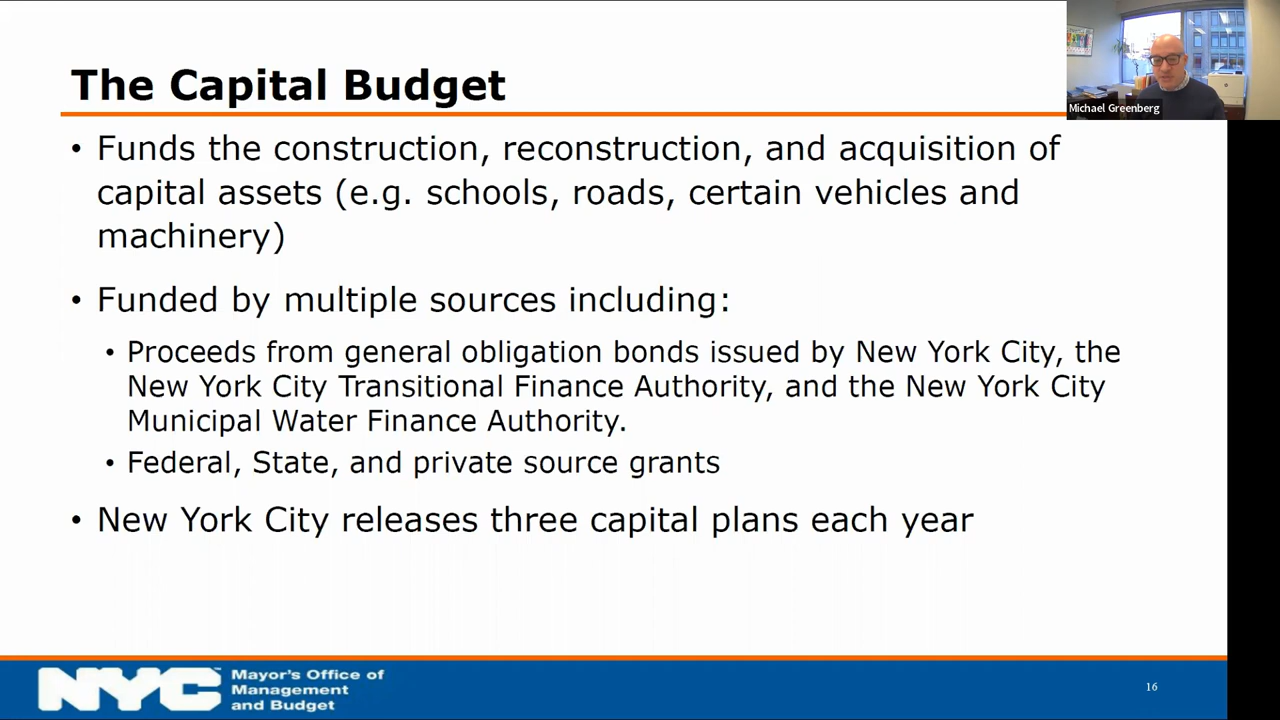 The Capital Budget
Michael Greenberg
• Funds the construction, reconstruction, and acquisition of
capital assets (e.g. schools, roads, certain vehicles and
machinery)
• Funded by multiple sources including:
• Proceeds from general obligation bonds issued by New York City, the
New York City Transitional Finance Authority, and the New York City
Municipal Water Finance Authority.
• Federal, State, and private source grants
• New York City releases three capital plans each year
NYC
Mayor's Office of
Management
and Budget
16